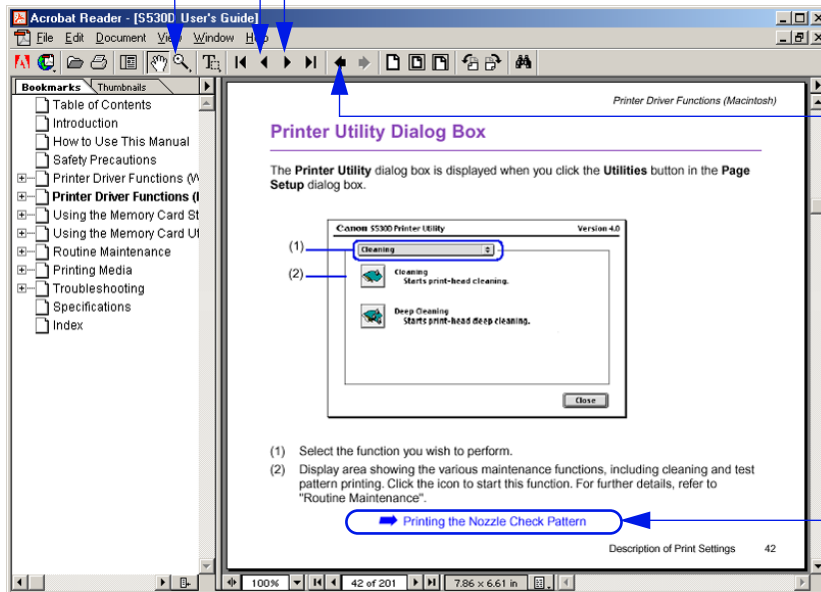 Acrobat Reader - [S530D User's Guide]
File Edit Document View Window
Bookmarks Thumbnails
Table of Contents
Introduction
How to Use This Manual
Safety Precautions
Printer Driver Functions
Printer Driver Functions
Using the Memory Card
Using the Memory Card
Routine Maintenance
Printing Media
Troubleshooting
Specifications
Index
Printer Driver Functions (Macintosh)
Printer Utility Dialog Box
The Printer Utility dialog box is displayed when you click the Utilities button in the Page
Setup dialog box.
Canon S530D Printer Utility Version 4.0
(1) Cleaning
(2) Cleaning
Starts print-head cleaning.
Deep Cleaning
Starts print-head deep cleaning.
Close
(1) Select the function you wish to perform.
(2) Display area showing the various maintenance functions, including cleaning and test
pattern printing. Click the icon to start this function. For further details, refer to
"Routine Maintenance".
Printing the Nozzle Check Pattern
Description of Print Settings 42
100% 42 of 201 7.86 × 6.61 in